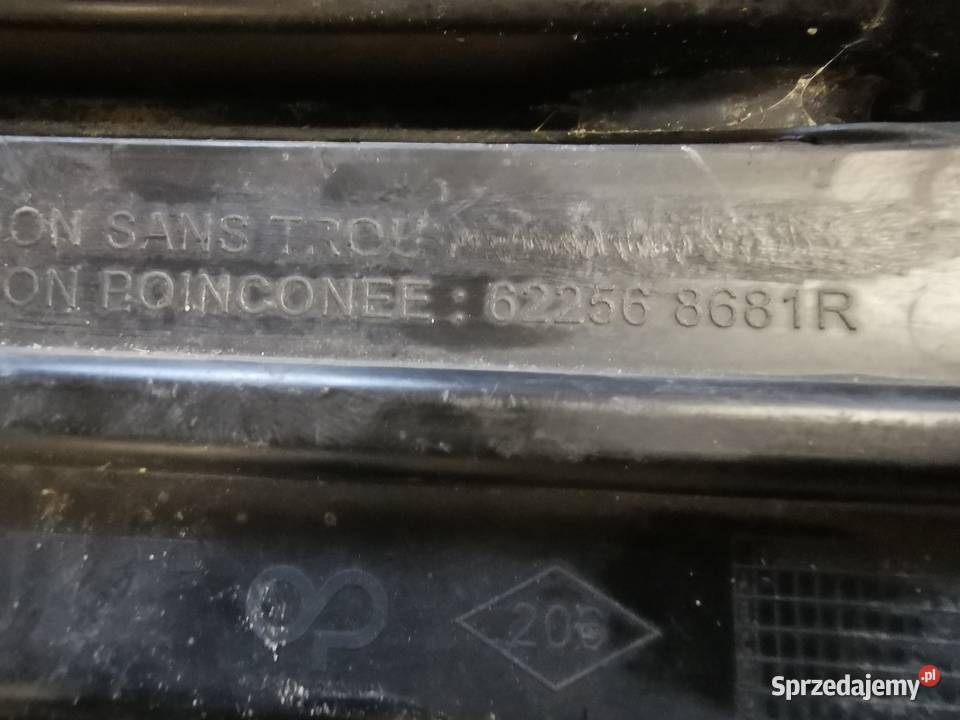 ON SANS TROU
ON POINCONEE : 62256 8681R
206
Sprzedajemy.pl